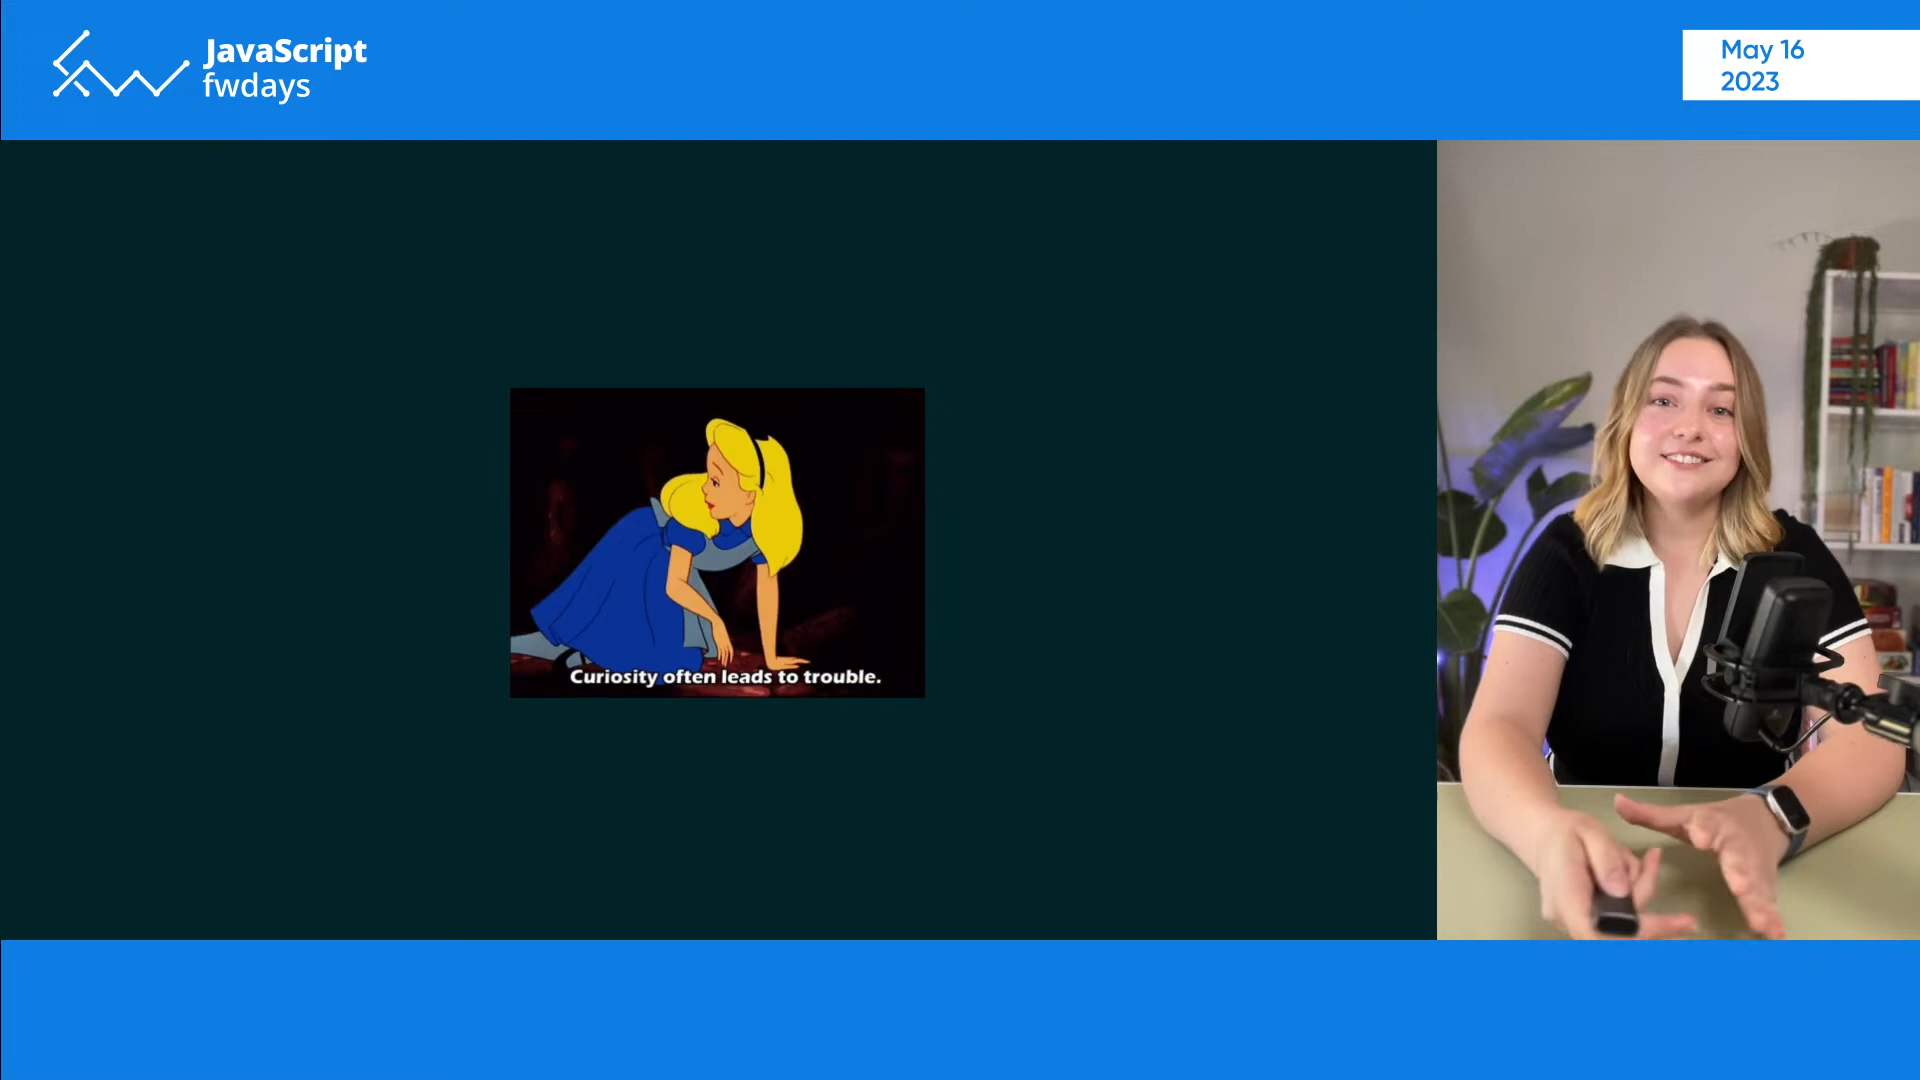 JavaScript
fwdays
May 16
2023
Curiosity often leads to trouble.